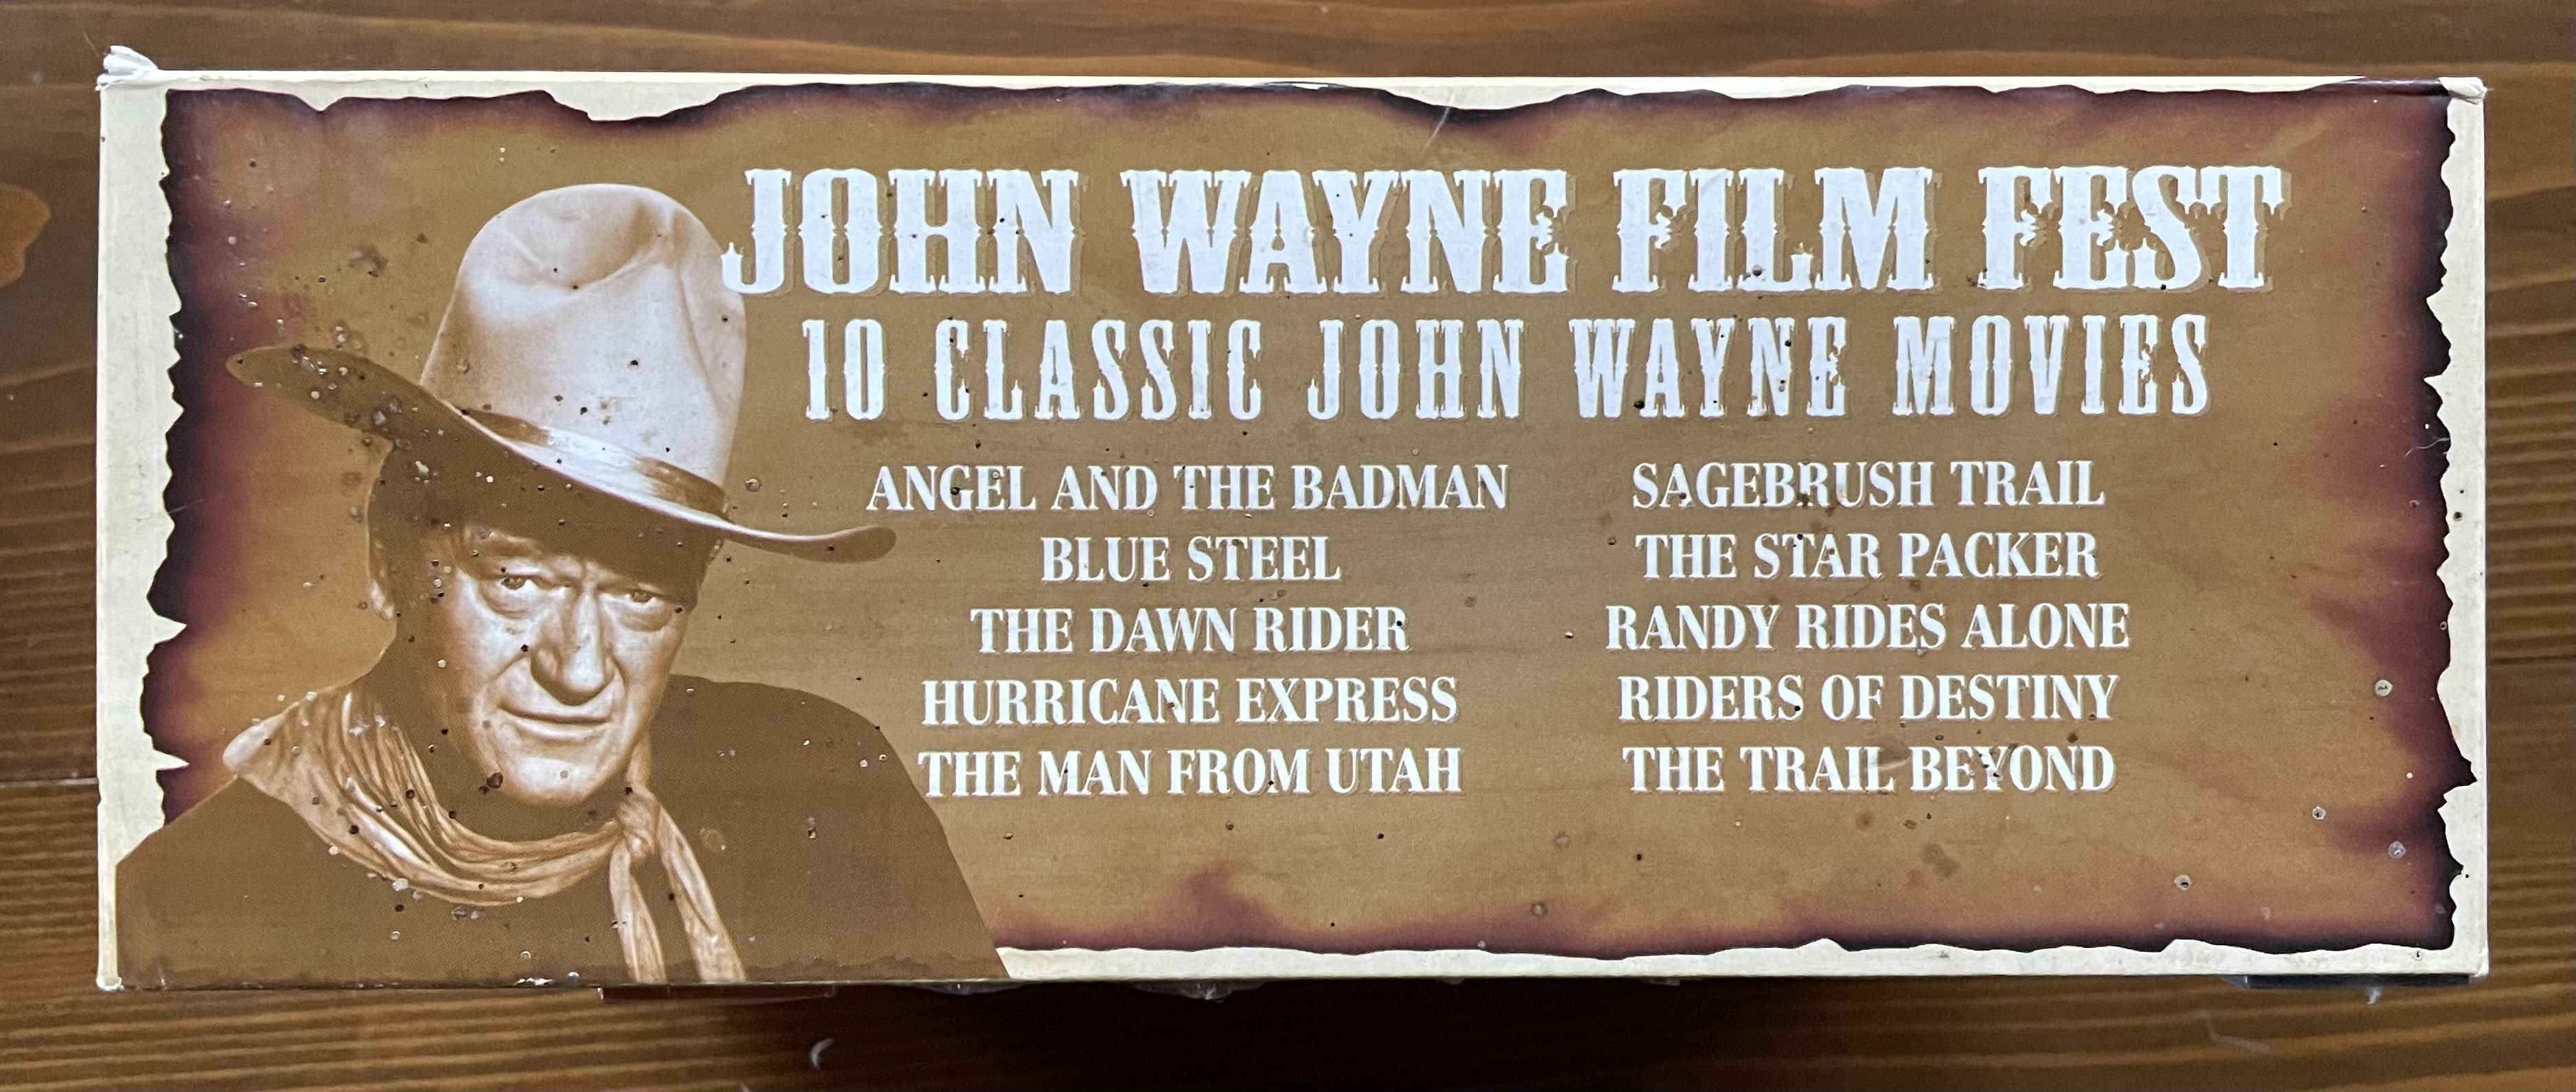 JOHN WAYNE FILM FEST
10 CLASSIC JOHN WAYNE MOVIES
ANGEL AND THE BADMAN
BLUE STEEL
THE DAWN RIDER
HURRICANE EXPRESS
THE MAN FROM UTAH
SAGEBRUSH TRAIL
THE STAR PACKER
RANDY RIDES ALONE
RIDERS OF DESTINY
THE TRAIL BEYOND